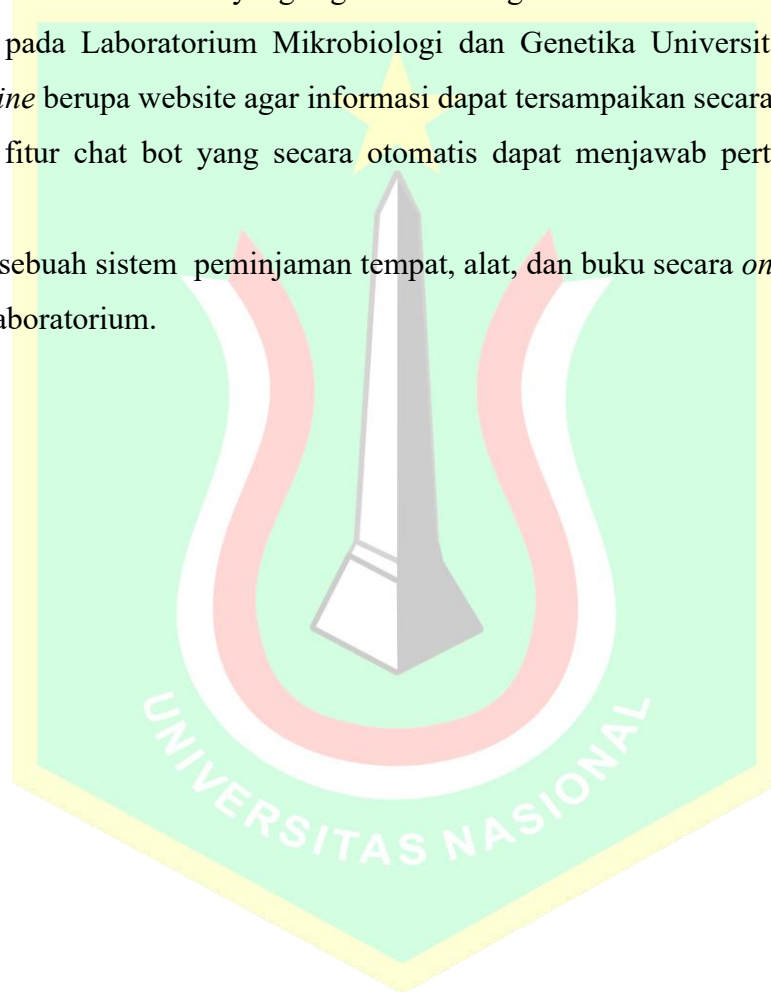 pada Laboratorium Mikrobiologi dan Genetika Universit
ine berupa website agar informasi dapat tersampaikan secara
fitur chat bot yang secara otomatis dapat menjawab pert
sebuah sistem peminjaman tempat, alat, dan buku secara on
aboratorium.
UNIVERSITAS NASIONAL